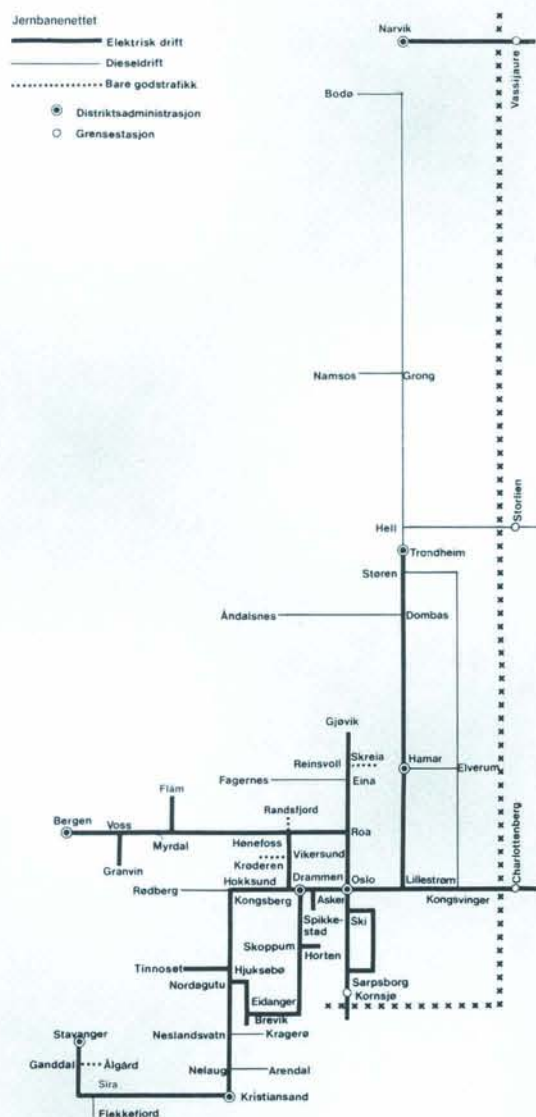 Jernbanenettet
Elektrisk drift
Dieseldrift
Bare godstrafikk
Distriktsadministrasjon
Grensestasjon
Narvik
Vassijaure
Bodø
Namsos
Grong
Storlien
Hell
Trondheim
Støren
Åndalsnes
Dombas
Gjøvik
Skreia
Reinsvoll
Hamar
Elverum
Fagernes
Eina
Flåm
Randsfjord
Bergen
Voss
Roa
Myrdal
Hønefoss
Vikersund
Granvin
Krøderen
Charlottenberg
Hokksund
Drammen
Oslo
Lillestrøm
Rødberg
Kongsberg
Asker
Kongsvinger
Spikke-
stad
Ski
Skoppum
Horten
Tinnoset
Hjuksebø
Nordagutu
Sarpsborg
Kornsjø
Eidanger
Brevik
Stavanger
Neslandsvatn
Kragerø
Ganddal
Ålgård
Nelaug
Arendal
Sira
Kristiansand
Flekkefjord